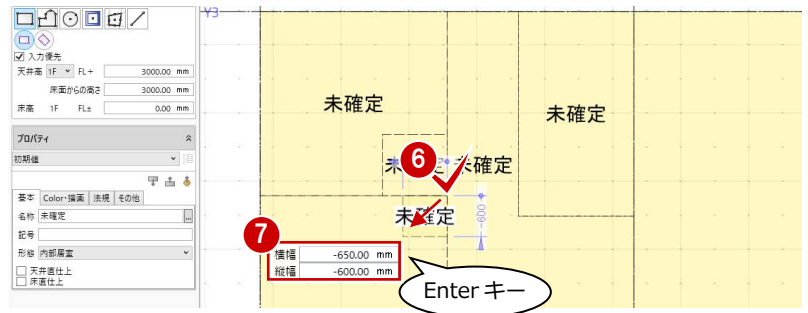 Y3
入力優先
天井高 1F FL+ 3000.00 mm
床面からの高さ 3000.00 mm
床高 1F FL± 0.00 mm
プロパティ
初期値
基本 Color・描画 法規 その他
名称 未確定 ...
記号
形態 内部居室
天井直仕上
床直仕上
未確定
未確定
6
未確定
未確定
-600
7
横幅 -650.00 mm
縦幅 -600.00 mm
Enter キー